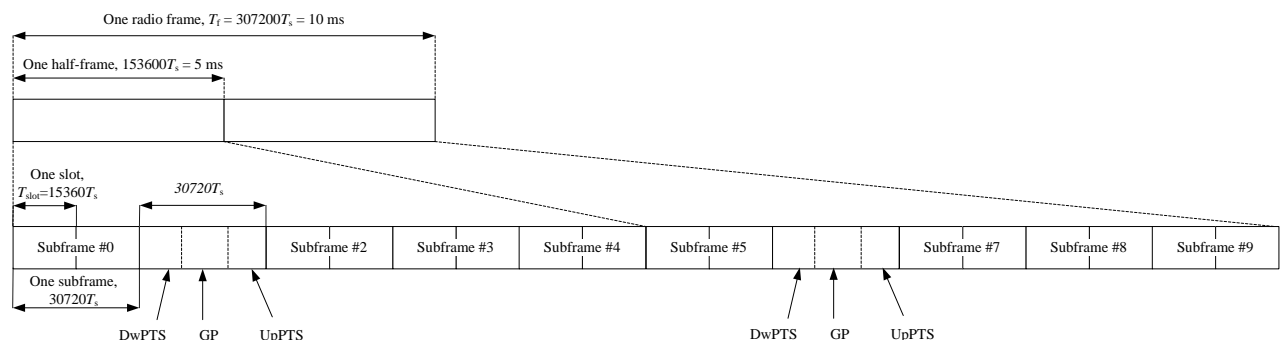 One radio frame, Tf = 307200Ts = 10 ms
One half-frame, 153600Ts = 5 ms
One slot,
Tslot=15360Ts
30720Ts
Subframe #0
Subframe #2
Subframe #3
Subframe #4
Subframe #5
Subframe #7
Subframe #8
Subframe #9
One subframe,
30720Ts
DwPTS
GP
UpPTS
DwPTS
GP
UpPTS